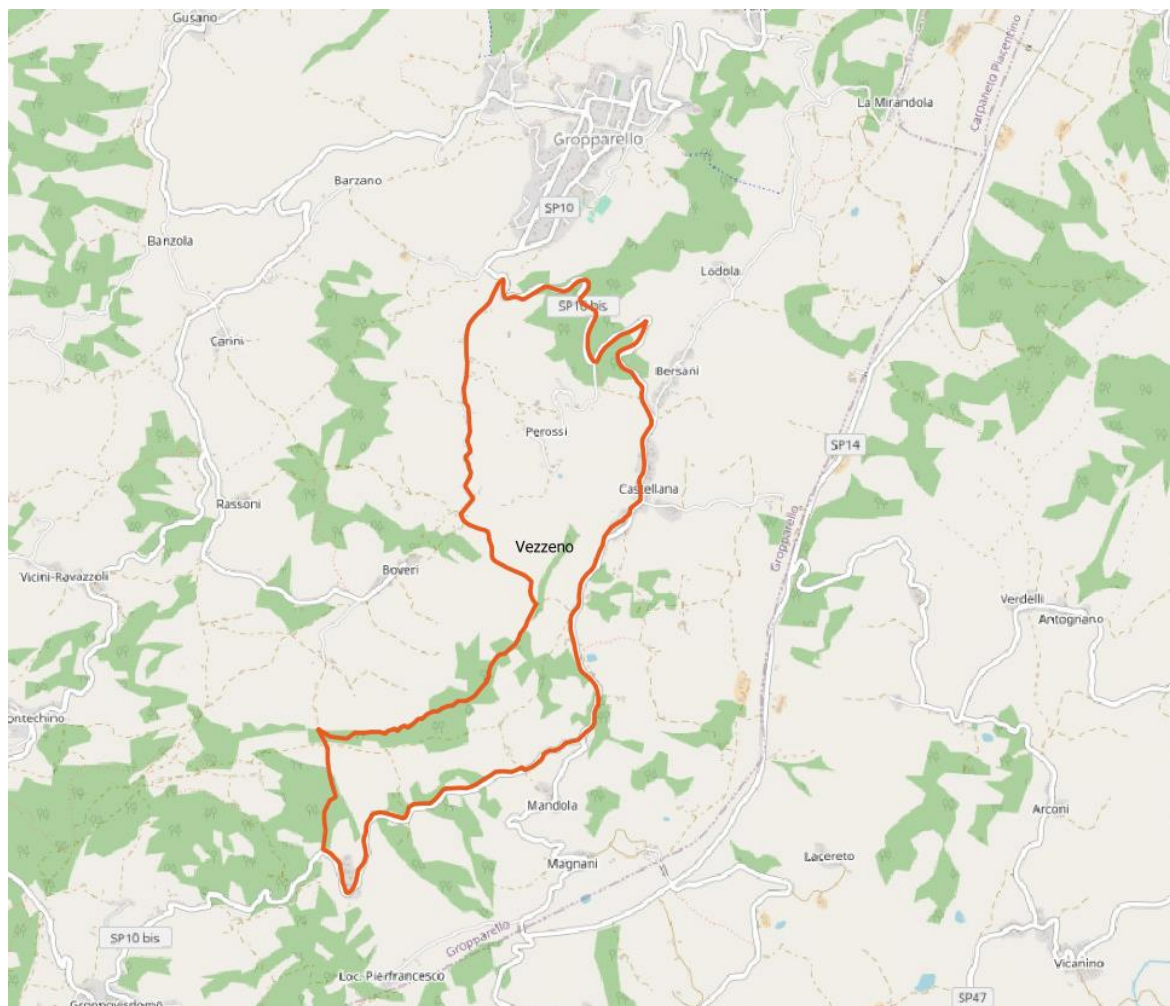 Gusano
Carpaneto Piacentino
La Mirandola
Gropparello
Barzano
SP10
Banzola
Lodola
SP10 bis
Carini
Bersani
Perossi
SP14
Castellana
Rassoni
Vezzeno
Gropparello
Boveri
Vicini-Ravazzoli
Verdelli
Antognano
ontechino
Mandola
Arconi
Magnani
Lacereto
SP10 bis
Gropparello
Loc. Pierfrancesco
Vicanino
SP47